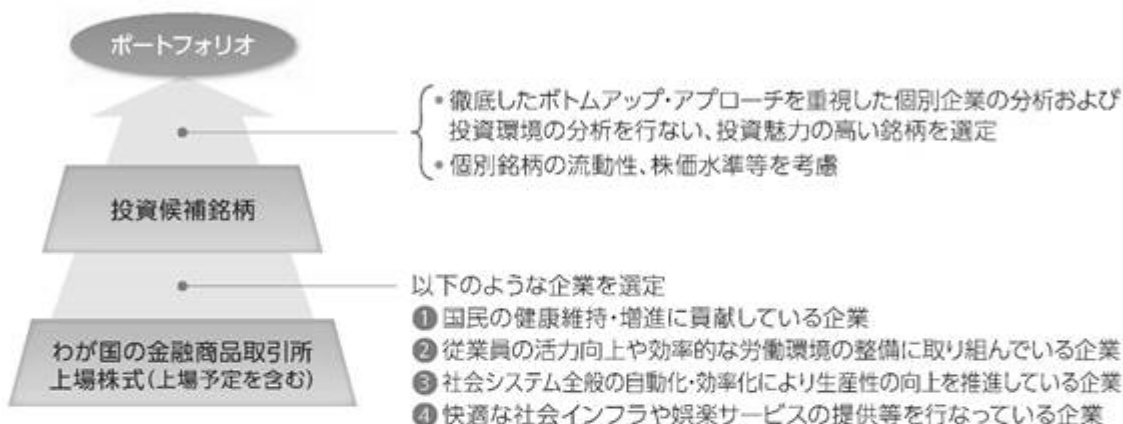 ポートフォリオ
• 徹底したボトムアップ・アプローチを重視した個別企業の分析および
投資環境の分析を行ない、投資魅力の高い銘柄を選定
• 個別銘柄の流動性、株価水準等を考慮
投資候補銘柄
以下のような企業を選定
❶ 国民の健康維持・増進に貢献している企業
❷ 従業員の活力向上や効率的な労働環境の整備に取り組んでいる企業
❸ 社会システム全般の自動化・効率化により生産性の向上を推進している企業
❹ 快適な社会インフラや娯楽サービスの提供等を行なっている企業
わが国の金融商品取引所
上場株式(上場予定を含む)